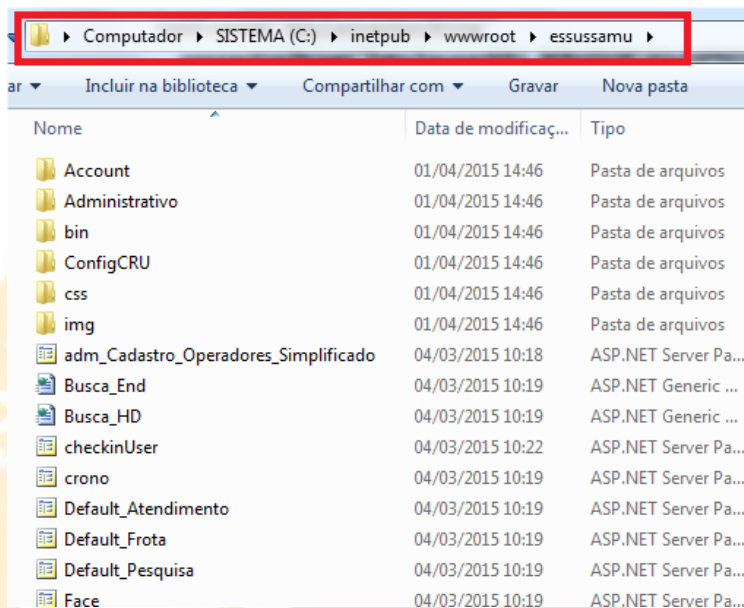 Computador SISTEMA (C:) inetpub wwwroot essussamu
ar Incluir na biblioteca Compartilhar com Gravar Nova pasta
Nome Data de modificaç... Tipo
Account 01/04/2015 14:46 Pasta de arquivos
Administrativo 01/04/2015 14:46 Pasta de arquivos
bin 01/04/2015 14:46 Pasta de arquivos
ConfigCRU 01/04/2015 14:46 Pasta de arquivos
css 01/04/2015 14:46 Pasta de arquivos
img 01/04/2015 14:46 Pasta de arquivos
adm_Cadastro_Operadores_Simplificado 04/03/2015 10:18 ASP.NET Server Pa...
Busca_End 04/03/2015 10:19 ASP.NET Generic ...
Busca_HD 04/03/2015 10:19 ASP.NET Generic ...
checkinUser 04/03/2015 10:22 ASP.NET Server Pa...
crono 04/03/2015 10:19 ASP.NET Server Pa...
Default_Atendimento 04/03/2015 10:19 ASP.NET Server Pa...
Default_Frota 04/03/2015 10:19 ASP.NET Server Pa...
Default_Pesquisa 04/03/2015 10:19 ASP.NET Server Pa...
Face 04/03/2015 10:19 ASP.NET Server Pa...